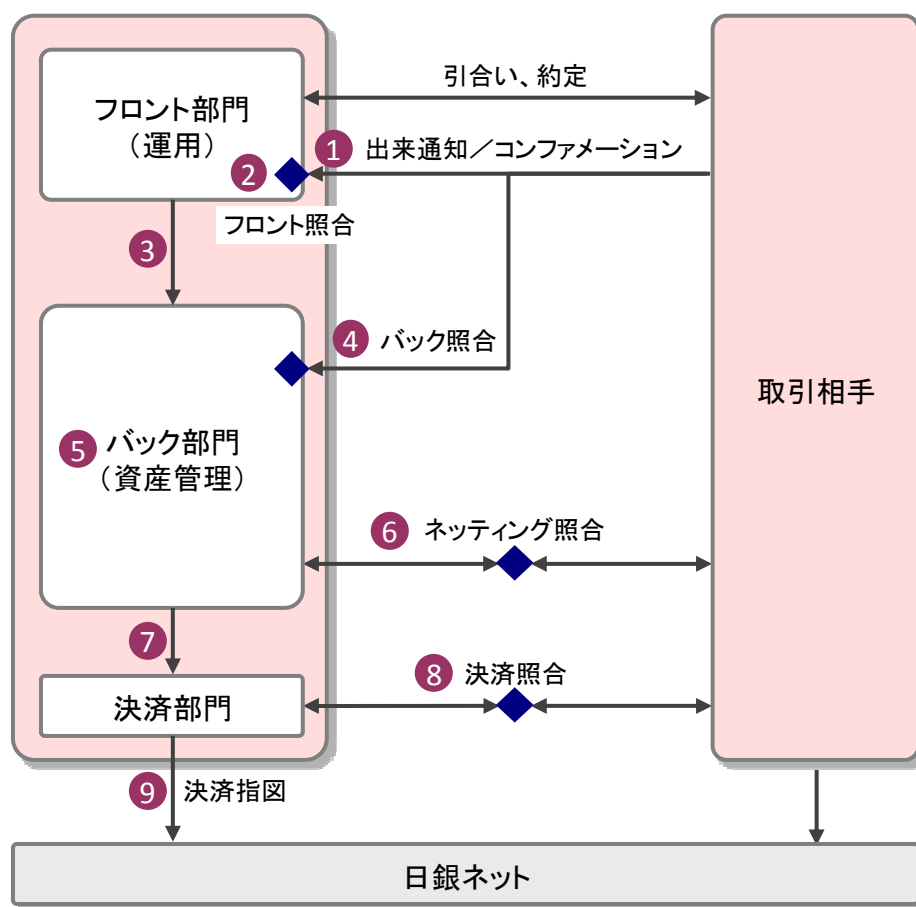 引合い、約定
フロント部門
（運用）
1 出来通知／コンファメーション
2
フロント照合
3
4 バック照合
取引相手
5 バック部門
（資産管理）
6 ネッティング照合
7
8 決済照合
決済部門
9 決済指図
日銀ネット